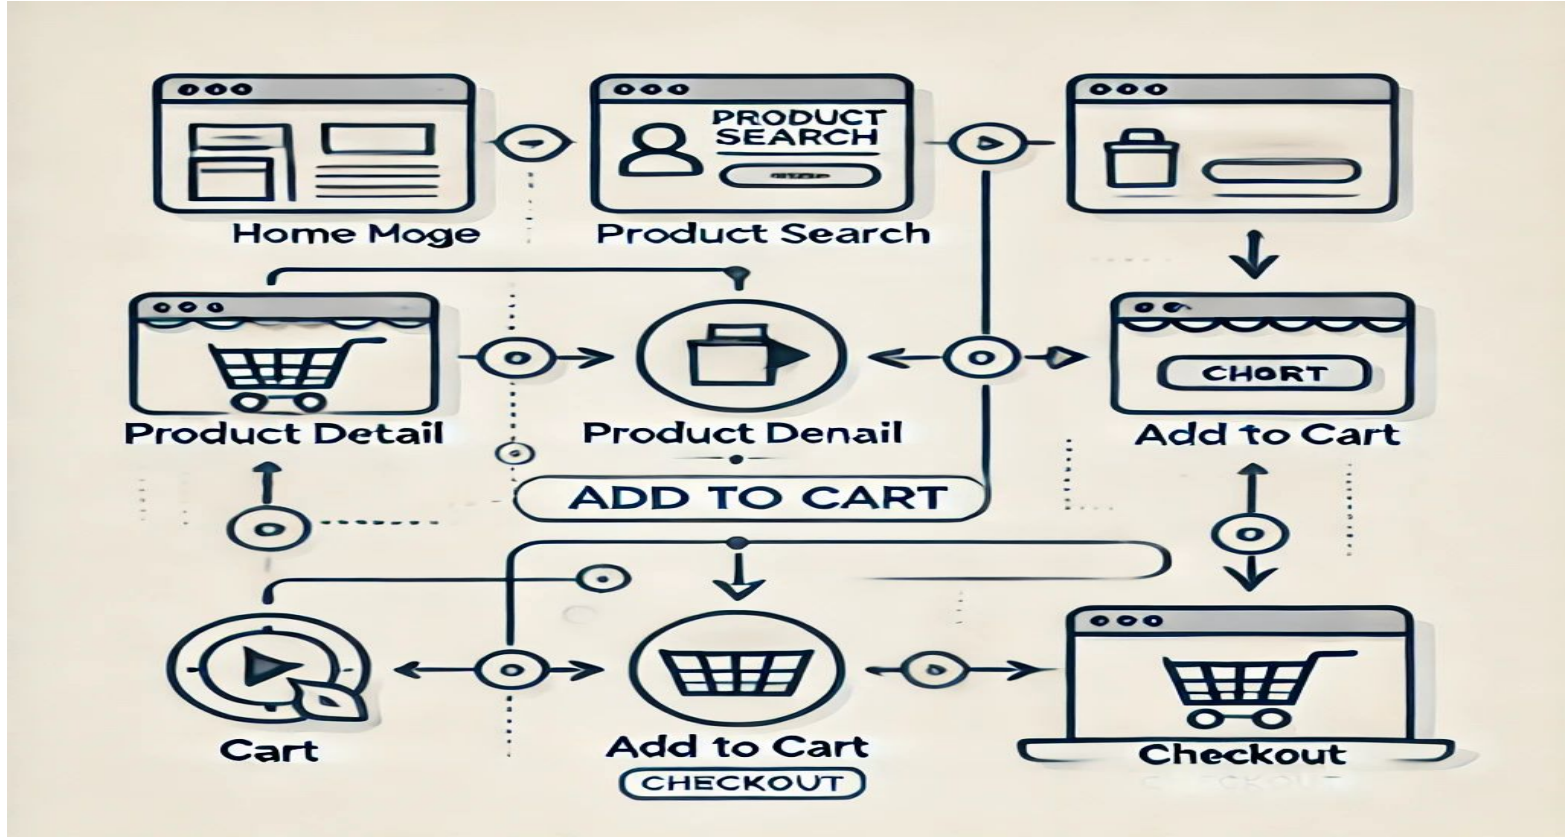 PRODUCT
SEARCH
Home Moge
Product Search
CHORT
Product Detail
Product Denail
Add to Cart
ADD TO CART
Cart
Add to Cart
CHECKOUT
Checkout